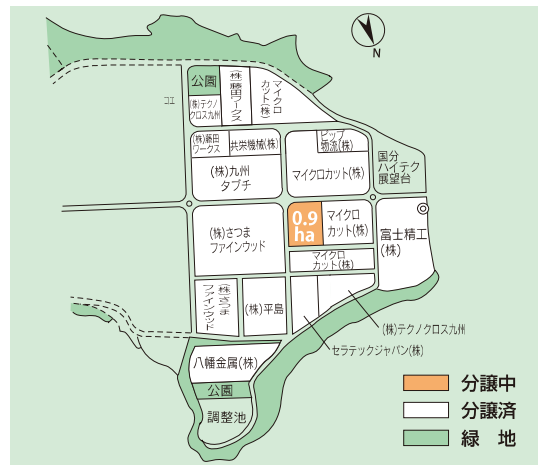 N
公園
(株)藤田ワークス
マイクロ
カット(株)
(株)テクノ
クロス九州
(株)藤田
ワークス
共栄機械(株)
ピップ
物流(株)
国分
ハイテク
展望台
(株)九州
タブチ
マイクロカット(株)
0.9
ha
マイクロ
カット(株)
(株)さつま
ファインウッド
富士精工
(株)
マイクロ
カット(株)
(株)さつま
ファインウッド
(株)平島
(株)テクノクロス九州
セラテックジャパン(株)
八幡金属(株)
公園
調整池
分譲中
分譲済
緑地